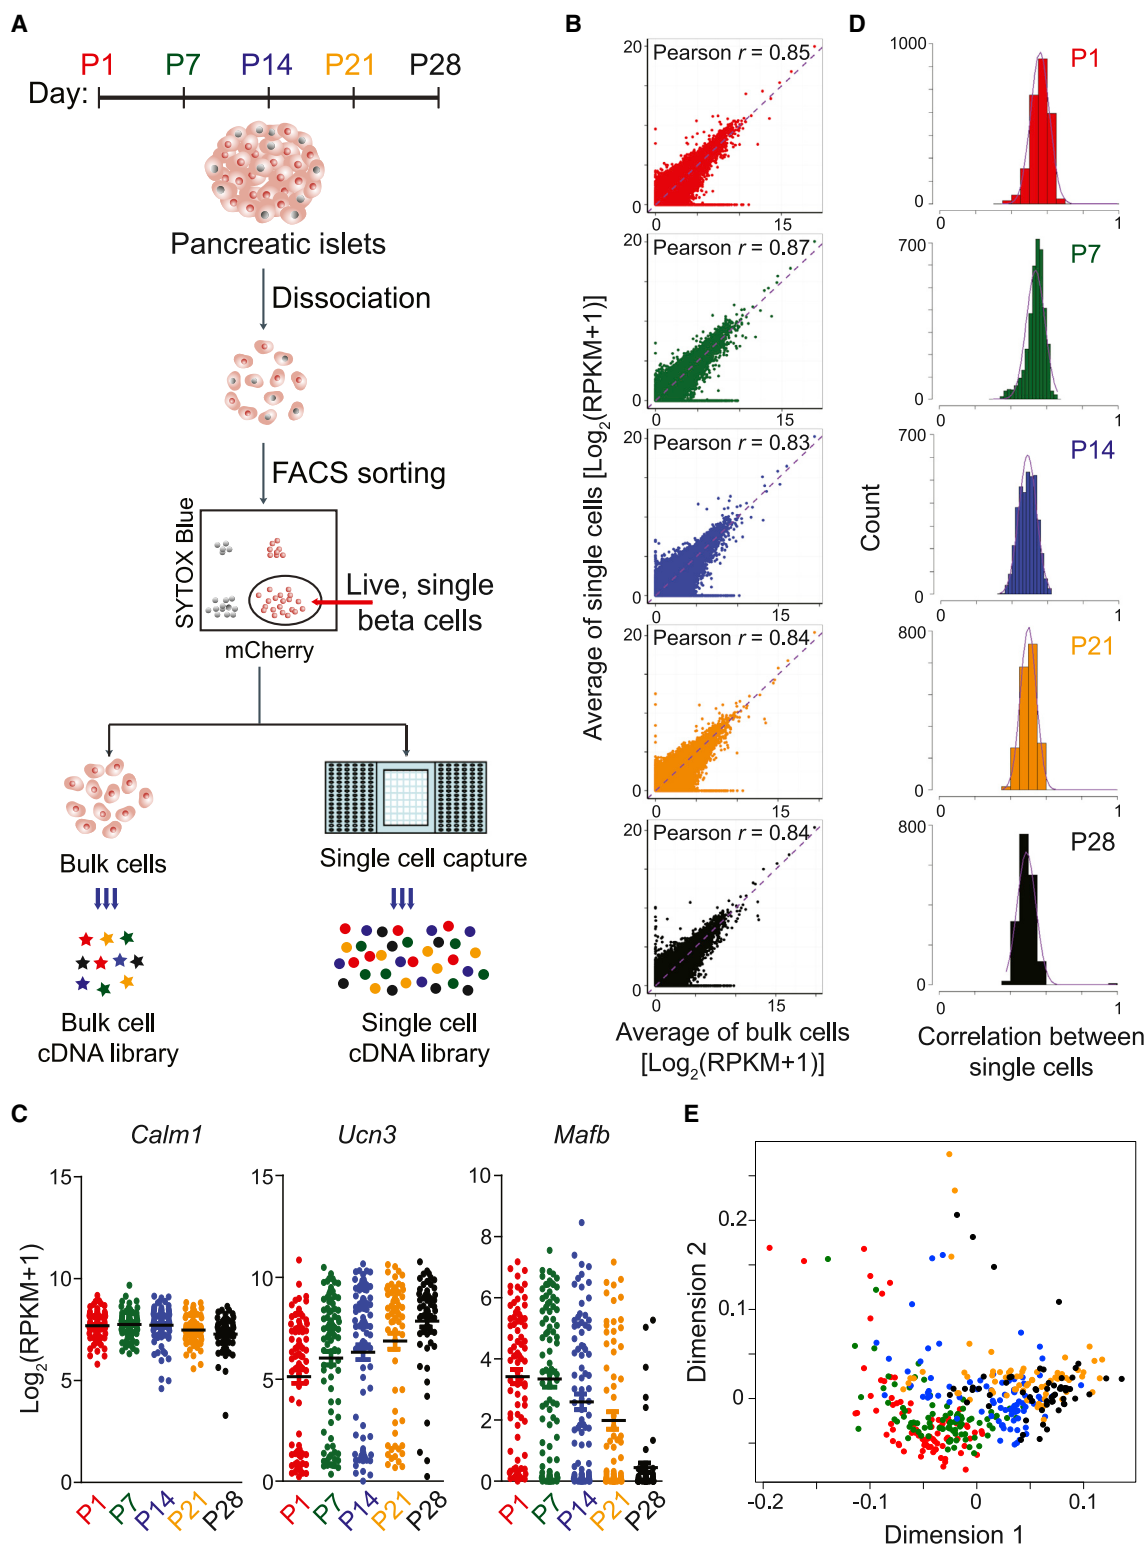 A
P1 P7 P14 P21 P28
Day:
Pancreatic islets
Dissociation
FACS sorting
SYTOX Blue
Live, single
beta cells
mCherry
Bulk cells
Single cell capture
Bulk cell
cDNA library
Single cell
cDNA library
B
Average of single cells [Log2(RPKM+1)]
20
Pearson r = 0.85
0
0 15
20
Pearson r = 0.87
0
0 15
20
Pearson r = 0.83
0
0 15
20
Pearson r = 0.84
0
0 15
20
Pearson r = 0.84
0
0 15
Average of bulk cells
[Log2(RPKM+1)]
D
Count
1000
P1
0
0 1
700
P7
0
0 1
700
P14
0
0 1
800
P21
0
0 1
800
P28
0
0 1
Correlation between
single cells
C
Log2(RPKM+1)
Calm1
15
10
5
0
P1 P7 P14 P21 P28
Ucn3
15
10
5
0
P1 P7 P14 P21 P28
Mafb
10
8
6
4
2
0
P1 P7 P14 P21 P28
E
Dimension 2
0.2
0.1
0
-0.2 -0.1 0 0.1
Dimension 1